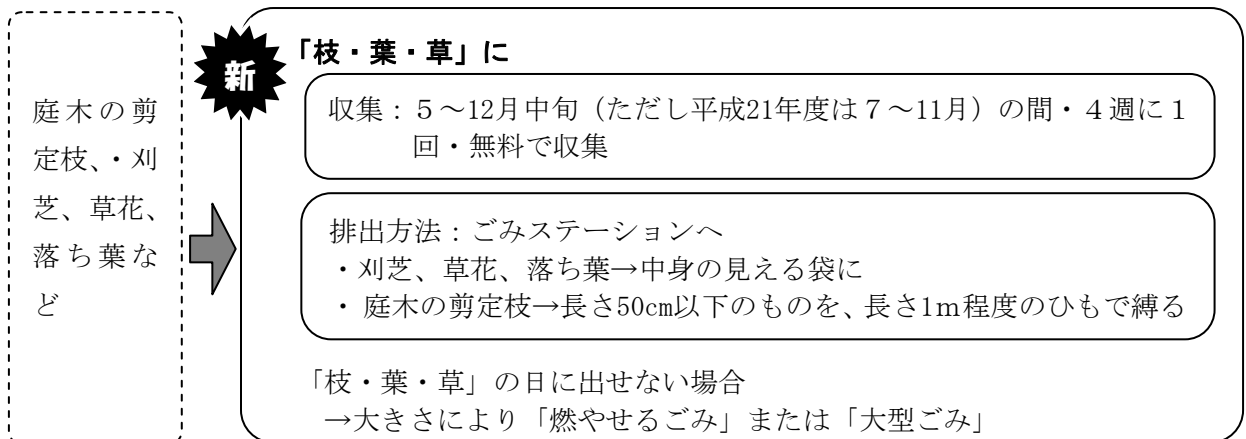 庭木の剪
定枝、・刈
芝、草花、
落ち葉な
ど
新
「枝・葉・草」に
収集：５～12月中旬（ただし平成21年度は７～11月）の間・４週に１
回・無料で収集
排出方法：ごみステーションへ
・刈芝、草花、落ち葉→中身の見える袋に
・ 庭木の剪定枝→長さ50㎝以下のものを、長さ1ｍ程度のひもで縛る
「枝・葉・草」の日に出せない場合
→大きさにより「燃やせるごみ」または「大型ごみ」